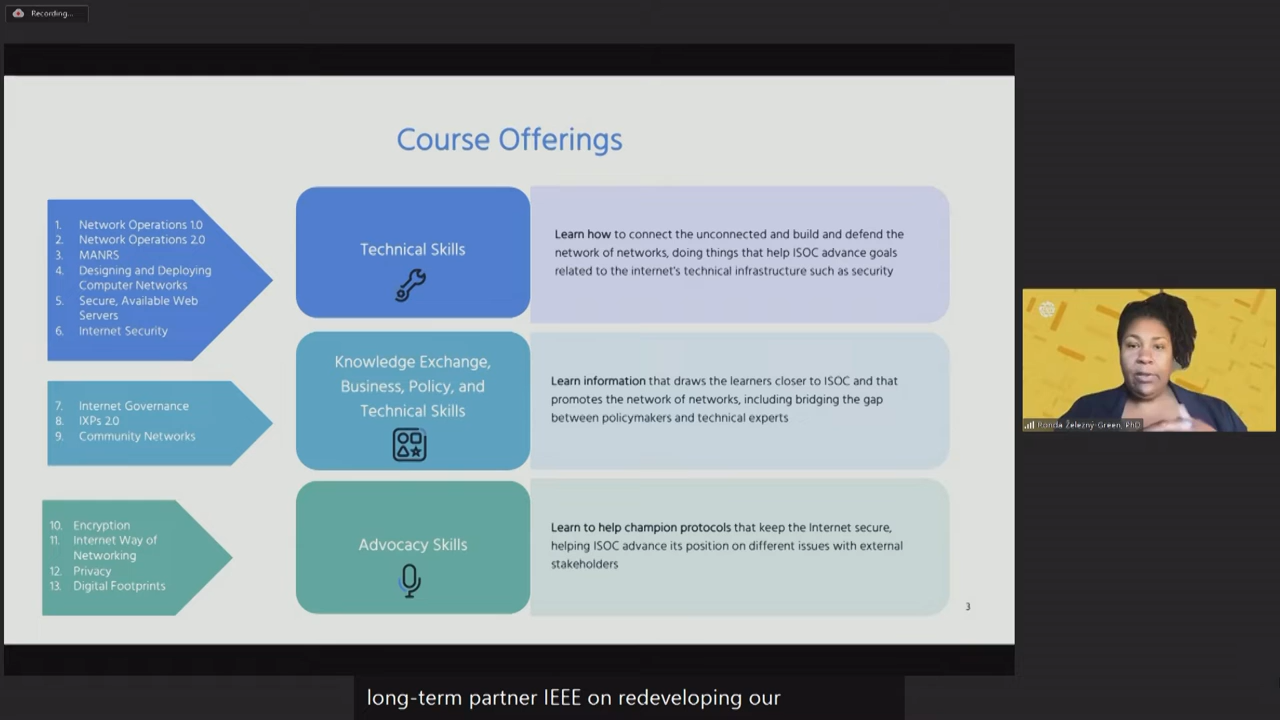 Recording...
Course Offerings
1. Network Operations 1.0
2. Network Operations 2.0
3. MANRS
4. Designing and Deploying
Computer Networks
5. Secure, Available Web
Servers
6. Internet Security
Technical Skills
Learn how to connect the unconnected and build and defend the
network of networks, doing things that help ISOC advance goals
related to the internet's technical infrastructure such as security
7. Internet Governance
8. IXPs 2.0
9. Community Networks
Knowledge Exchange,
Business, Policy, and
Technical Skills
Learn information that draws the learners closer to ISOC and that
promotes the network of networks, including bridging the gap
between policymakers and technical experts
10. Encryption
11. Internet Way of
Networking
12. Privacy
13. Digital Footprints
Advocacy Skills
Learn to help champion protocols that keep the Internet secure,
helping ISOC advance its position on different issues with external
stakeholders
3
Ronda Železný-Green, PhD
long-term partner IEEE on redeveloping our